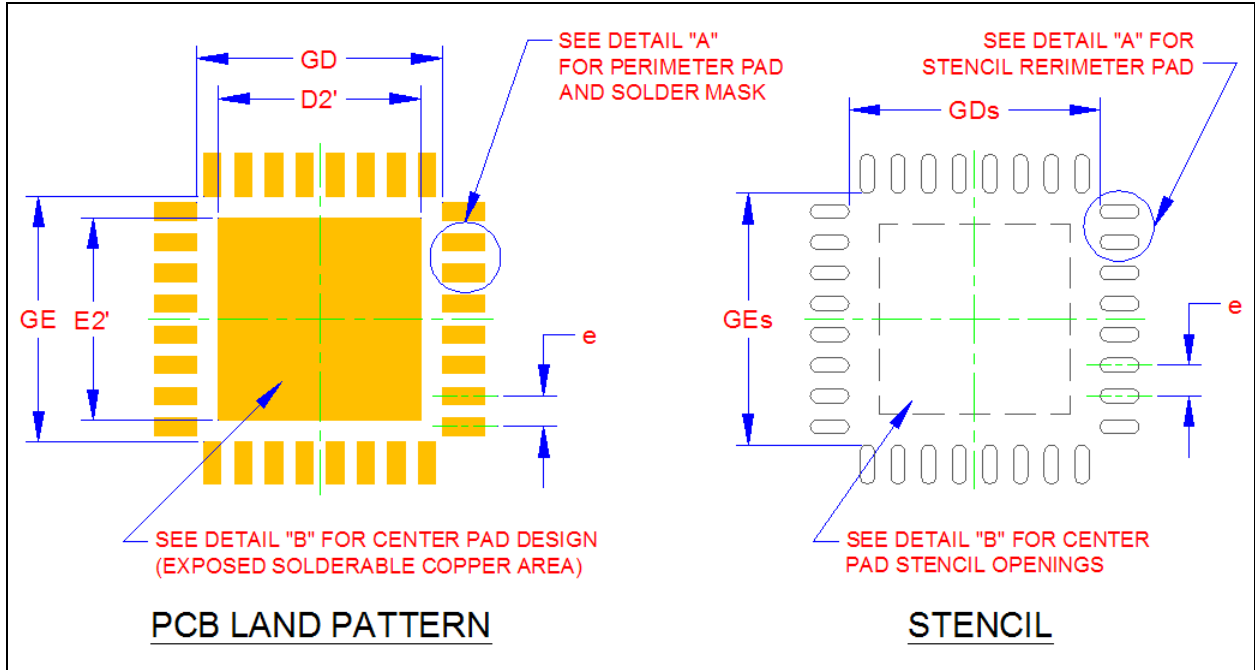 GD
D2'
SEE DETAIL "A"
FOR PERIMETER PAD
AND SOLDER MASK
GE
E2'
e
SEE DETAIL "B" FOR CENTER PAD DESIGN
(EXPOSED SOLDERABLE COPPER AREA)
PCB LAND PATTERN
SEE DETAIL "A" FOR
STENCIL RERIMETER PAD
GDs
GEs
e
SEE DETAIL "B" FOR CENTER
PAD STENCIL OPENINGS
STENCIL